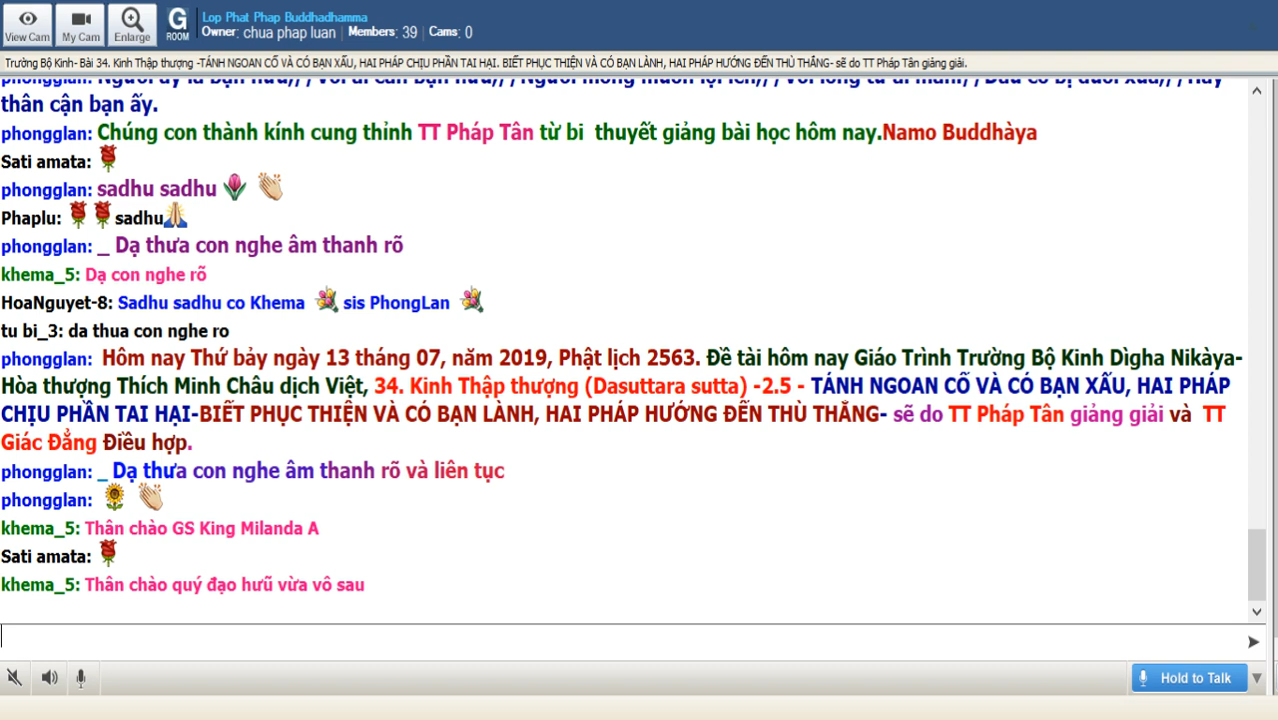 Lop Phat Phap Buddhadhamma
Owner: chua phap luan | Members: 39 | Cams: 0
View Cam
My Cam
Enlarge
G ROOM
Trường Bộ Kinh- Bài 34. Kinh Thập thượng -TÁNH NGOAN CỐ VÀ CÓ BẠN XẤU, HAI PHÁP CHỊU PHẦN TAI HẠI. BIẾT PHỤC THIỆN VÀ CÓ BẠN LÀNH, HAI PHÁP HƯỚNG ĐẾN THÙ THẮNG- sẽ do TT Pháp Tân giảng giải.
thân cận bạn ấy.
phongglan: Chúng con thành kính cung thỉnh TT Pháp Tân từ bi thuyết giảng bài học hôm nay.Namo Buddhàya
Sati amata:
phongglan: sadhu sadhu
Phaplu: sadhu
phongglan: _ Dạ thưa con nghe âm thanh rõ
khema_5: Dạ con nghe rõ
HoaNguyet-8: Sadhu sadhu co Khema sis PhongLan
tu bi_3: da thua con nghe ro
phongglan: Hôm nay Thứ bảy ngày 13 tháng 07, năm 2019, Phật lịch 2563. Đề tài hôm nay Giáo Trình Trường Bộ Kinh Dìgha Nikàya-
Hòa thượng Thích Minh Châu dịch Việt, 34. Kinh Thập thượng (Dasuttara sutta) -2.5 - TÁNH NGOAN CỐ VÀ CÓ BẠN XẤU, HAI PHÁP
CHỊU PHẦN TAI HẠI-BIẾT PHỤC THIỆN VÀ CÓ BẠN LÀNH, HAI PHÁP HƯỚNG ĐẾN THÙ THẮNG- sẽ do TT Pháp Tân giảng giải và TT
Giác Đẳng Điều hợp.
phongglan: _ Dạ thưa con nghe âm thanh rõ và liên tục
phongglan:
khema_5: Thân chào GS King Milanda A
Sati amata:
khema_5: Thân chào quý đạo hưũ vừa vô sau
Hold to Talk